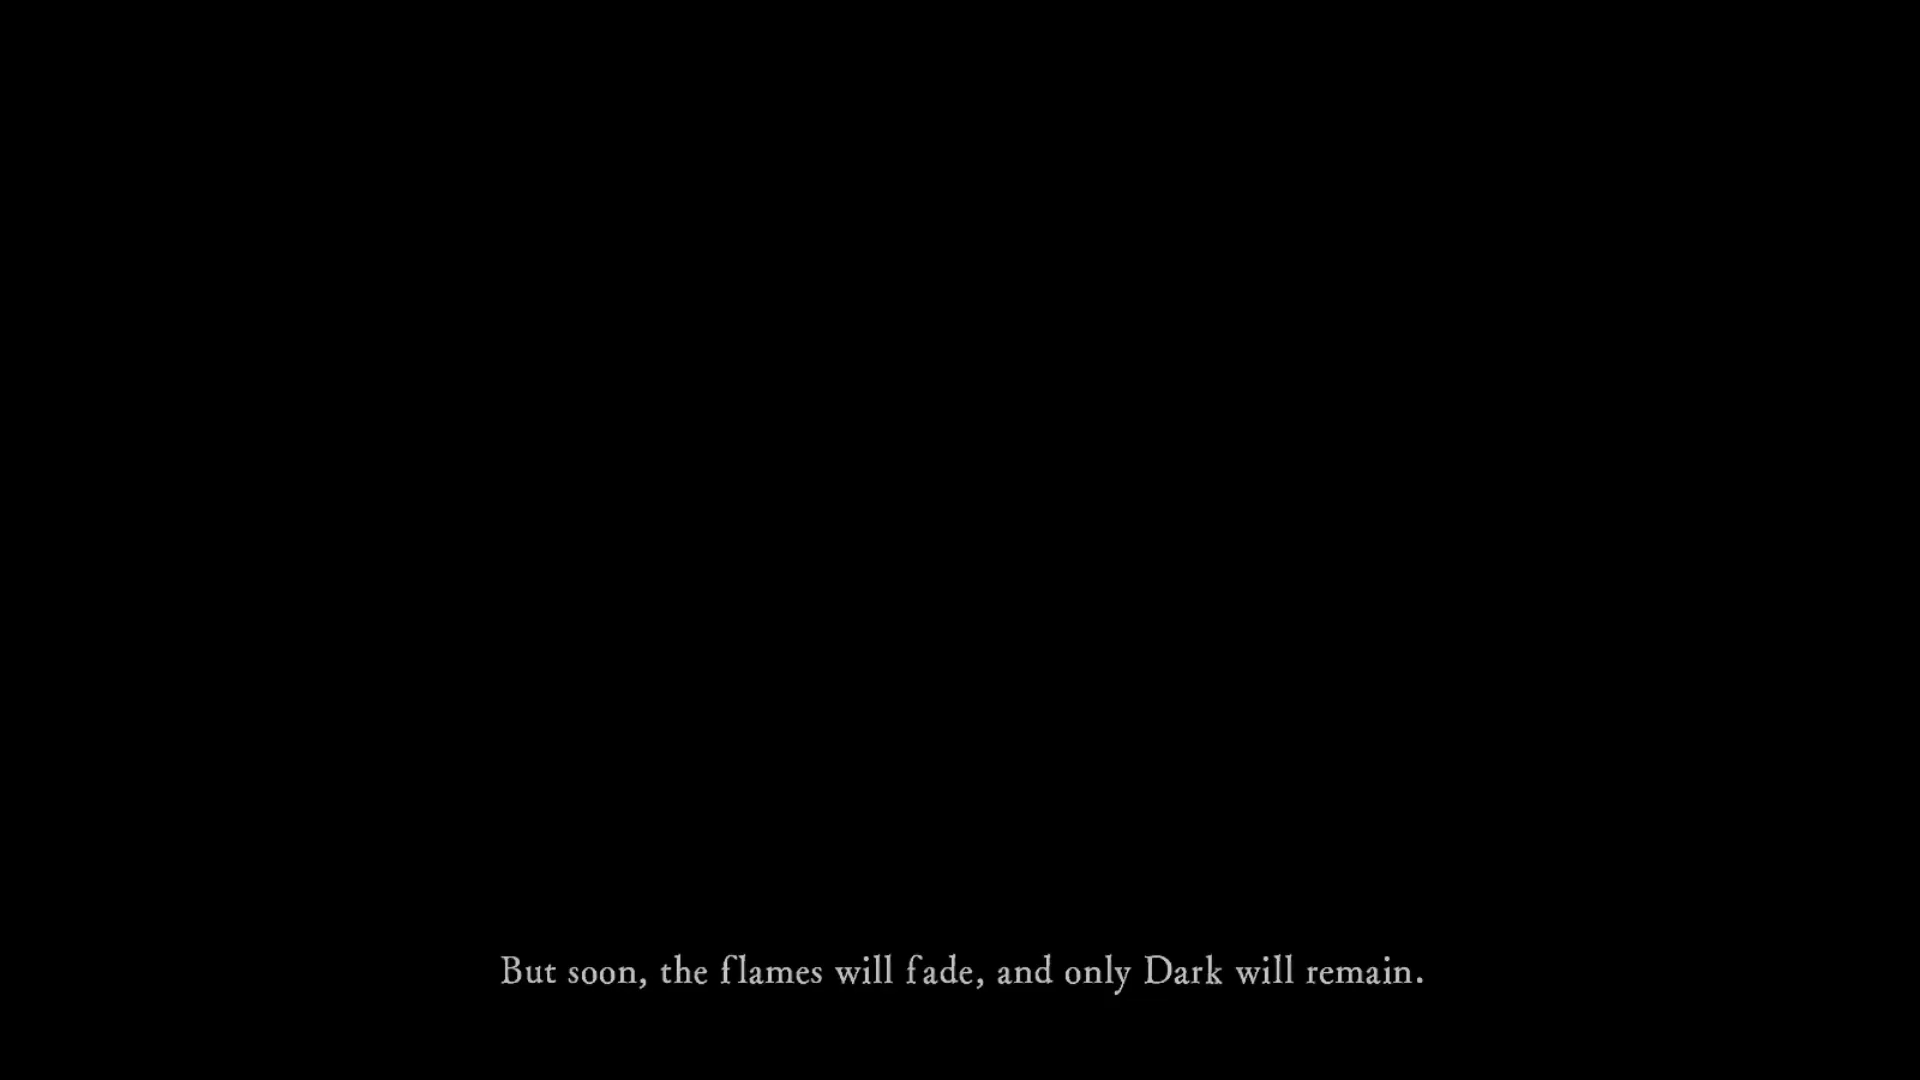 But soon, the flames will fade, and only Dark will remain.